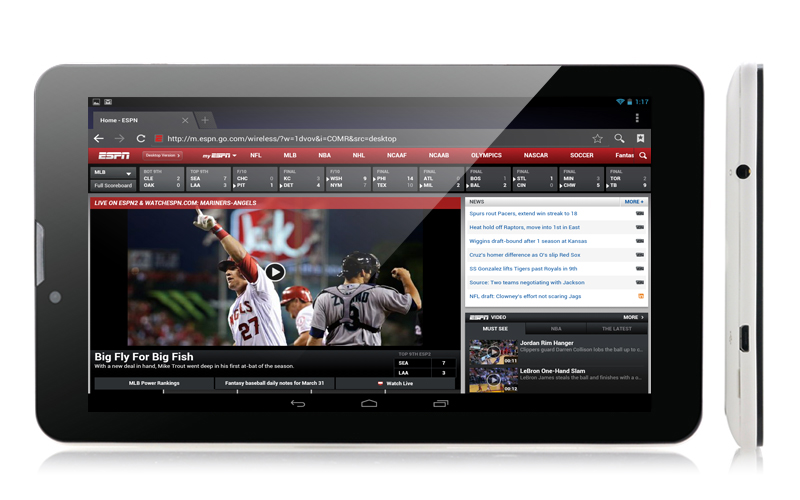 1:17
Home - ESPN
http://m.espn.go.com/wireless/?w=1dvov&i=COMR&src=desktop
ESPN Desktop Version > my ESPN NFL MLB NBA NHL NCAAF NCAAB OLYMPICS NASCAR SOCCER Fantas
MLB BOT 9TH TOP 9TH F/10 FINAL F/10 FINAL FINAL FINAL FINAL FINAL FINAL
CLE 2 SEA 7 CHC 0 KC 3 WSH 9 PHI 14 ATL 0 BOS 1 STL 1 MIN 3 TOR 2
Full Scoreboard OAK 0 LAA 3 PIT 1 DET 4 NYM 7 TEX 10 MIL 2 BAL 2 CIN 0 CHW 5 TB 9
LIVE ON ESPN2 & WATCHESPN.COM: MARINERS-ANGELS
ANGELS
27
ZUNINO
3
Big Fly For Big Fish
With a new deal in hand, Mike Trout went deep in his first at-bat of the season.
TOP 9TH ESP2
SEA 7
LAA 3
MLB Power Rankings Fantasy baseball daily notes for March 31 Watch Live
NEWS MORE +
Spurs rout Pacers, extend win streak to 18
Heat hold off Raptors, move into 1st in East
Wiggins draft-bound after 1 season at Kansas
Cruz's homer difference as O's slip Red Sox
SS Gonzalez lifts Tigers past Royals in 9th
Source: Two teams negotiating with Jackson
NFL draft: Clowney's effort not scaring Jags
ESPN VIDEO MORE >
MUST SEE NBA THE LATEST
Jordan Rim Hanger
Clippers guard Darren Collison lobs the ball up to c...
00:11
LeBron One-Hand Slam
LeBron James steals the ball and finishes with a o...
00:12